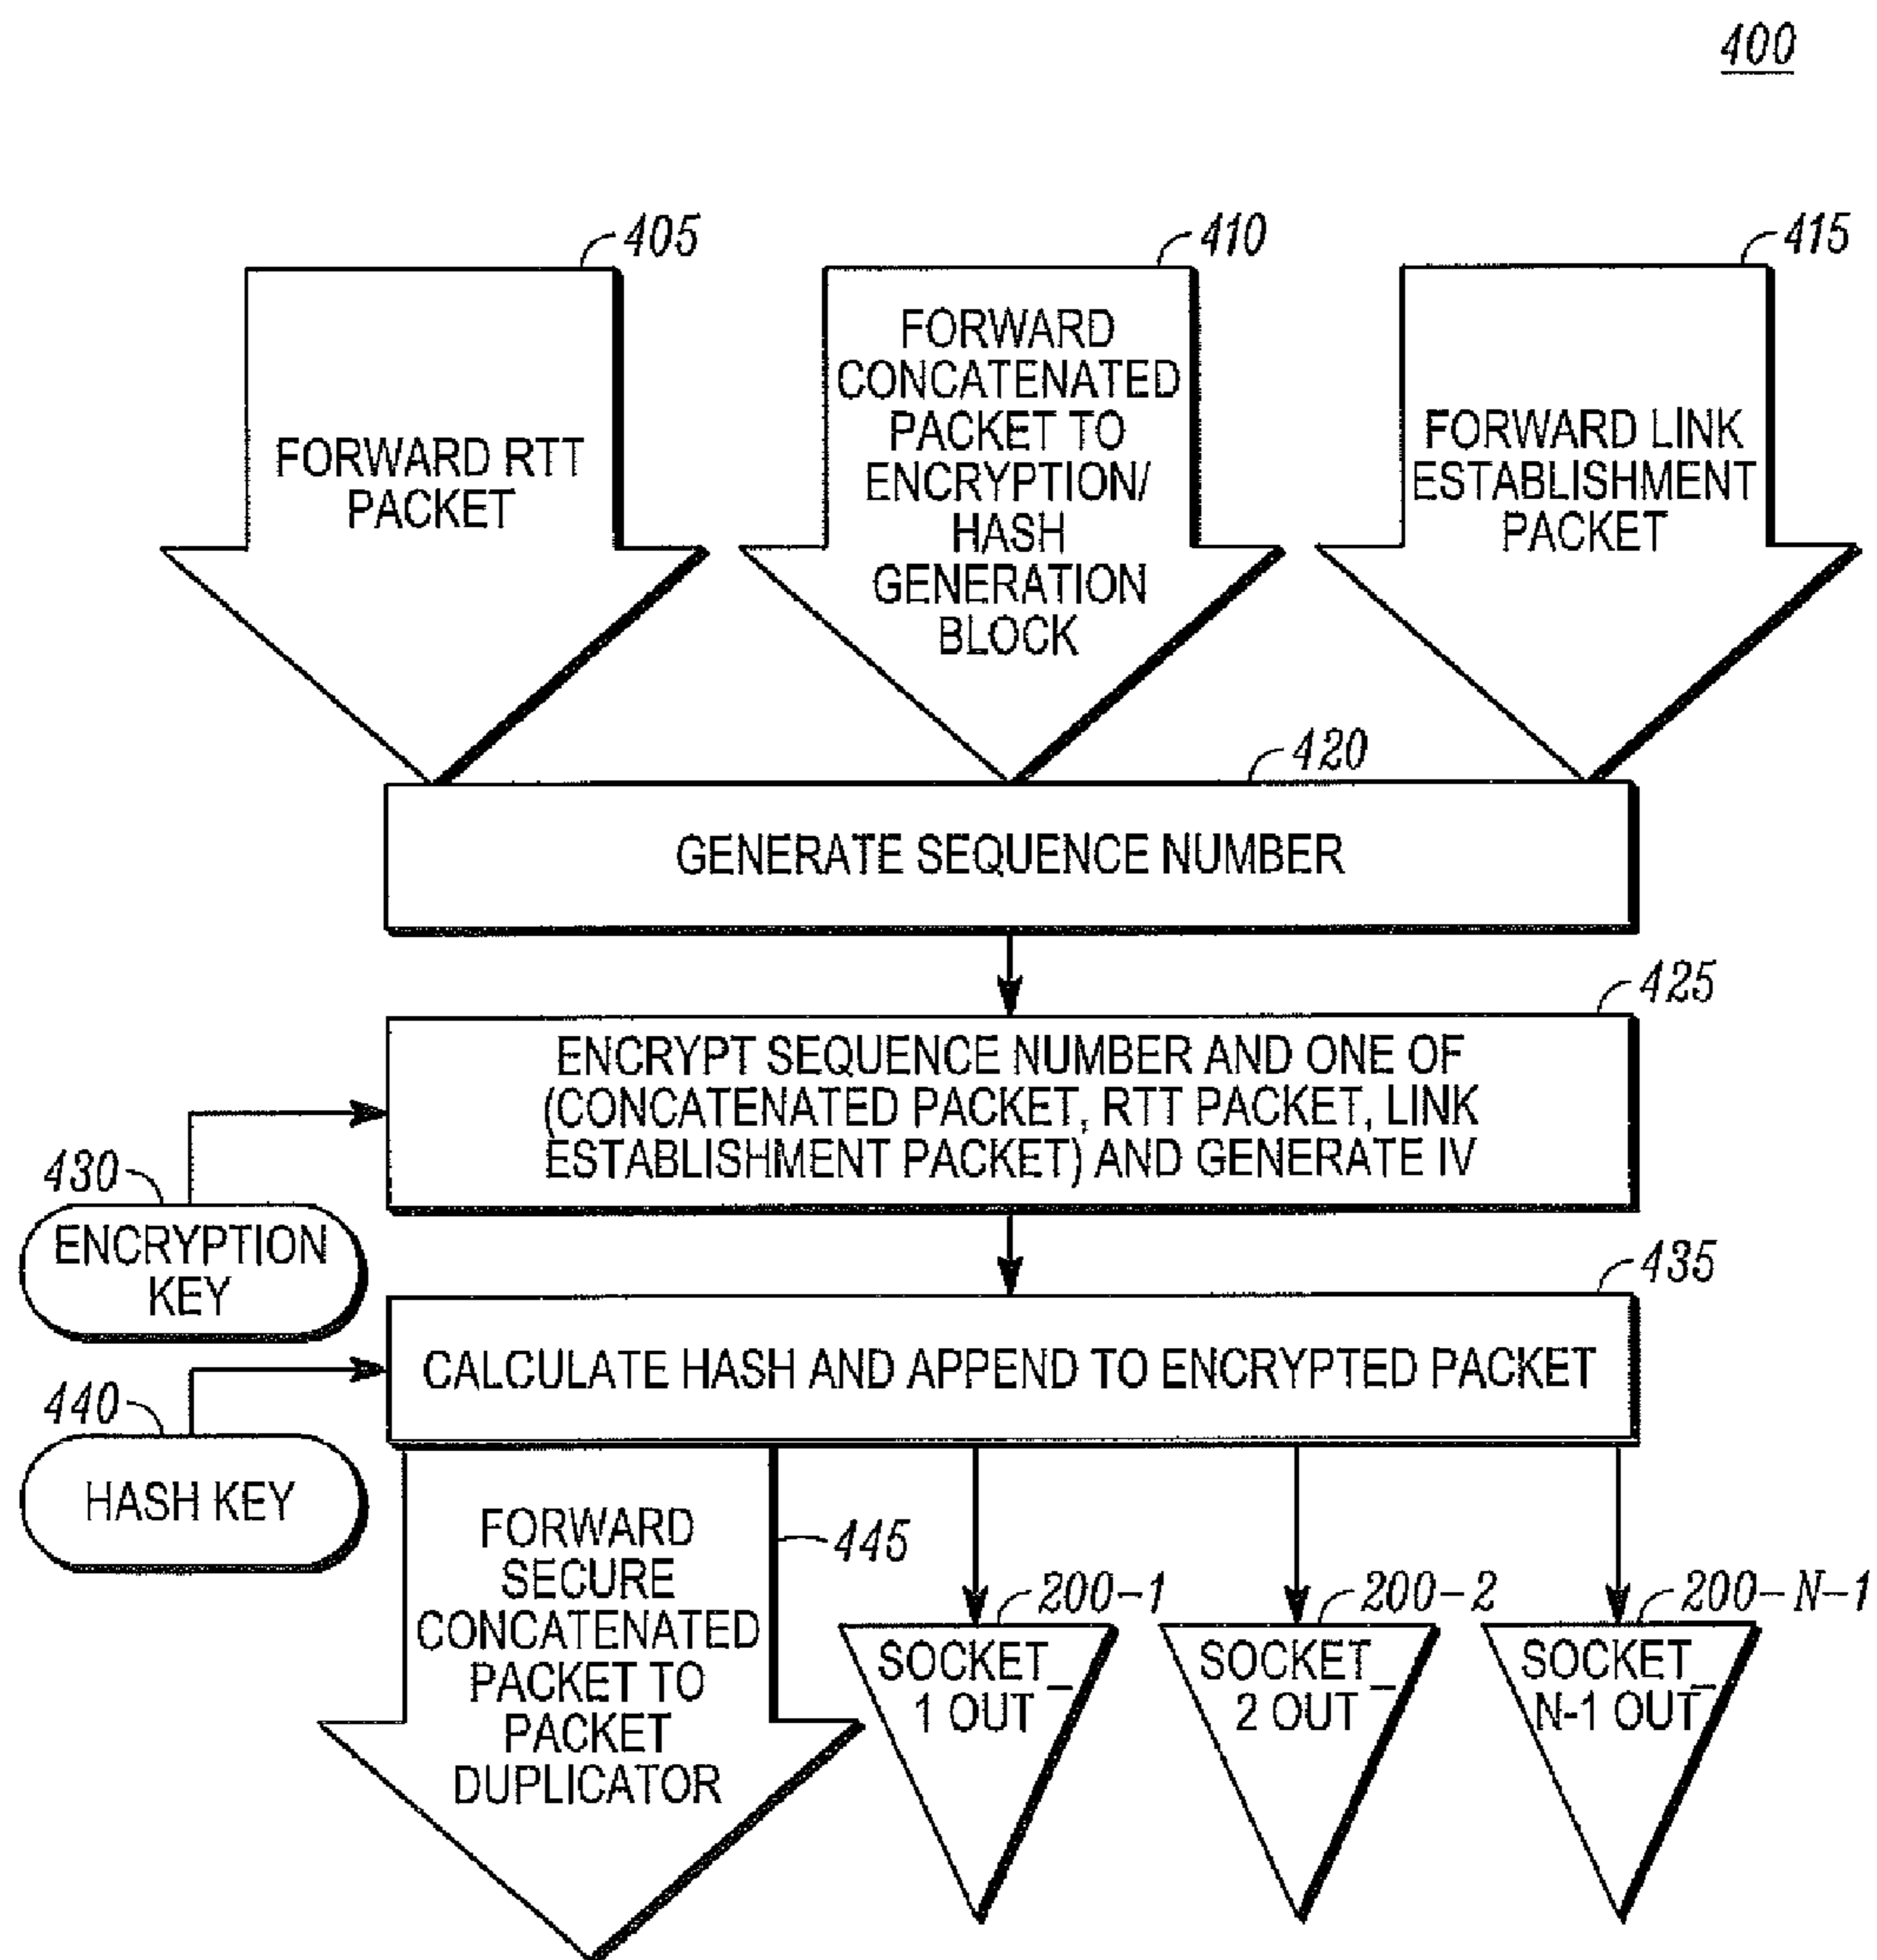 400
405
FORWARD RTT
PACKET
410
FORWARD
CONCATENATED
PACKET TO
ENCRYPTION/
HASH
GENERATION
BLOCK
415
FORWARD LINK
ESTABLISHMENT
PACKET
420
GENERATE SEQUENCE NUMBER
425
ENCRYPT SEQUENCE NUMBER AND ONE OF
(CONCATENATED PACKET, RTT PACKET, LINK
ESTABLISHMENT PACKET) AND GENERATE IV
430
ENCRYPTION
KEY
435
CALCULATE HASH AND APPEND TO ENCRYPTED PACKET
440
HASH KEY
445
FORWARD
SECURE
CONCATENATED
PACKET TO
PACKET
DUPLICATOR
200-1
SOCKET_
1 OUT
200-2
SOCKET_
2 OUT
200-N-1
SOCKET_
N-1 OUT